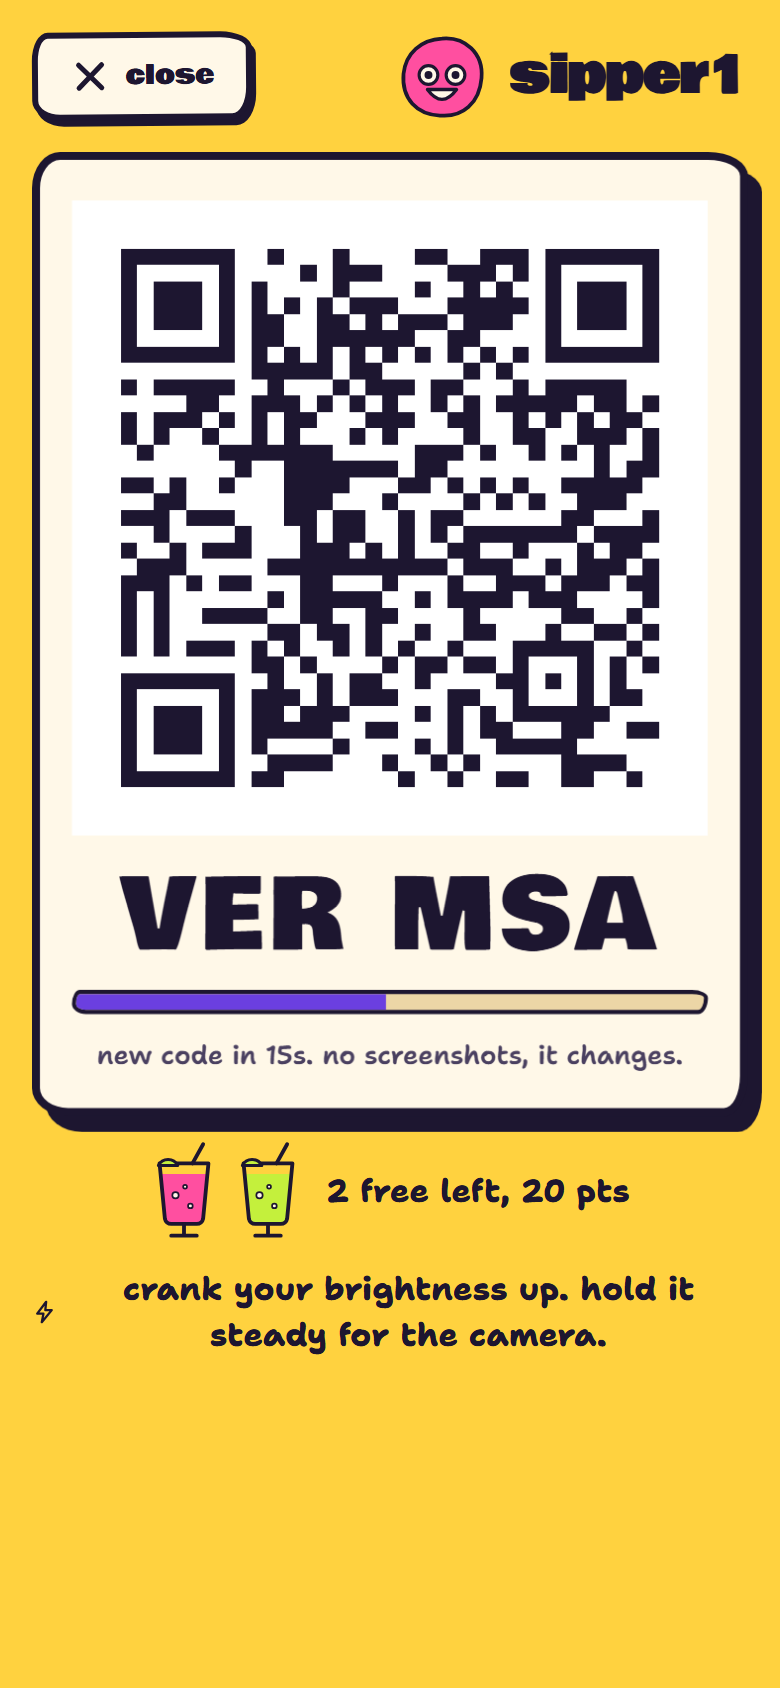 close
sipper1
VER MSA
new code in 15s. no screenshots, it changes.
2 free left, 20 pts
crank your brightness up. hold it
steady for the camera.